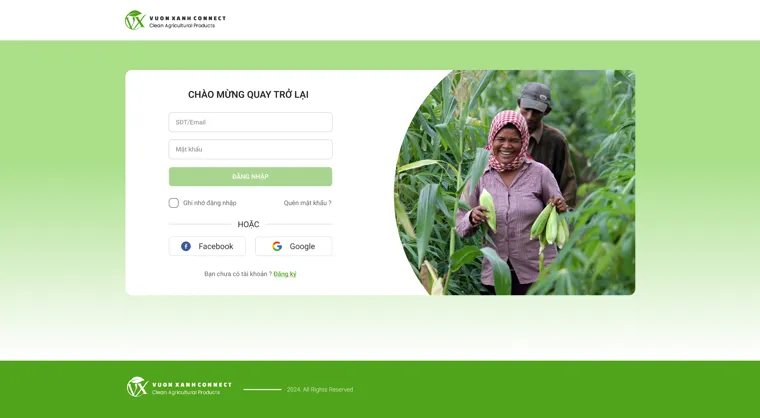 VX
VUON XANH CONNECT
Clean Agricultural Products
CHÀO MỪNG QUAY TRỞ LẠI
SĐT/Email
Mật khẩu
ĐĂNG NHẬP
Ghi nhớ đăng nhập
Quên mật khẩu ?
HOẶC
Facebook
Google
Bạn chưa có tài khoản ? Đăng ký
VX
VUON XANH CONNECT
Clean Agricultural Products
2024. All Rights Reserved